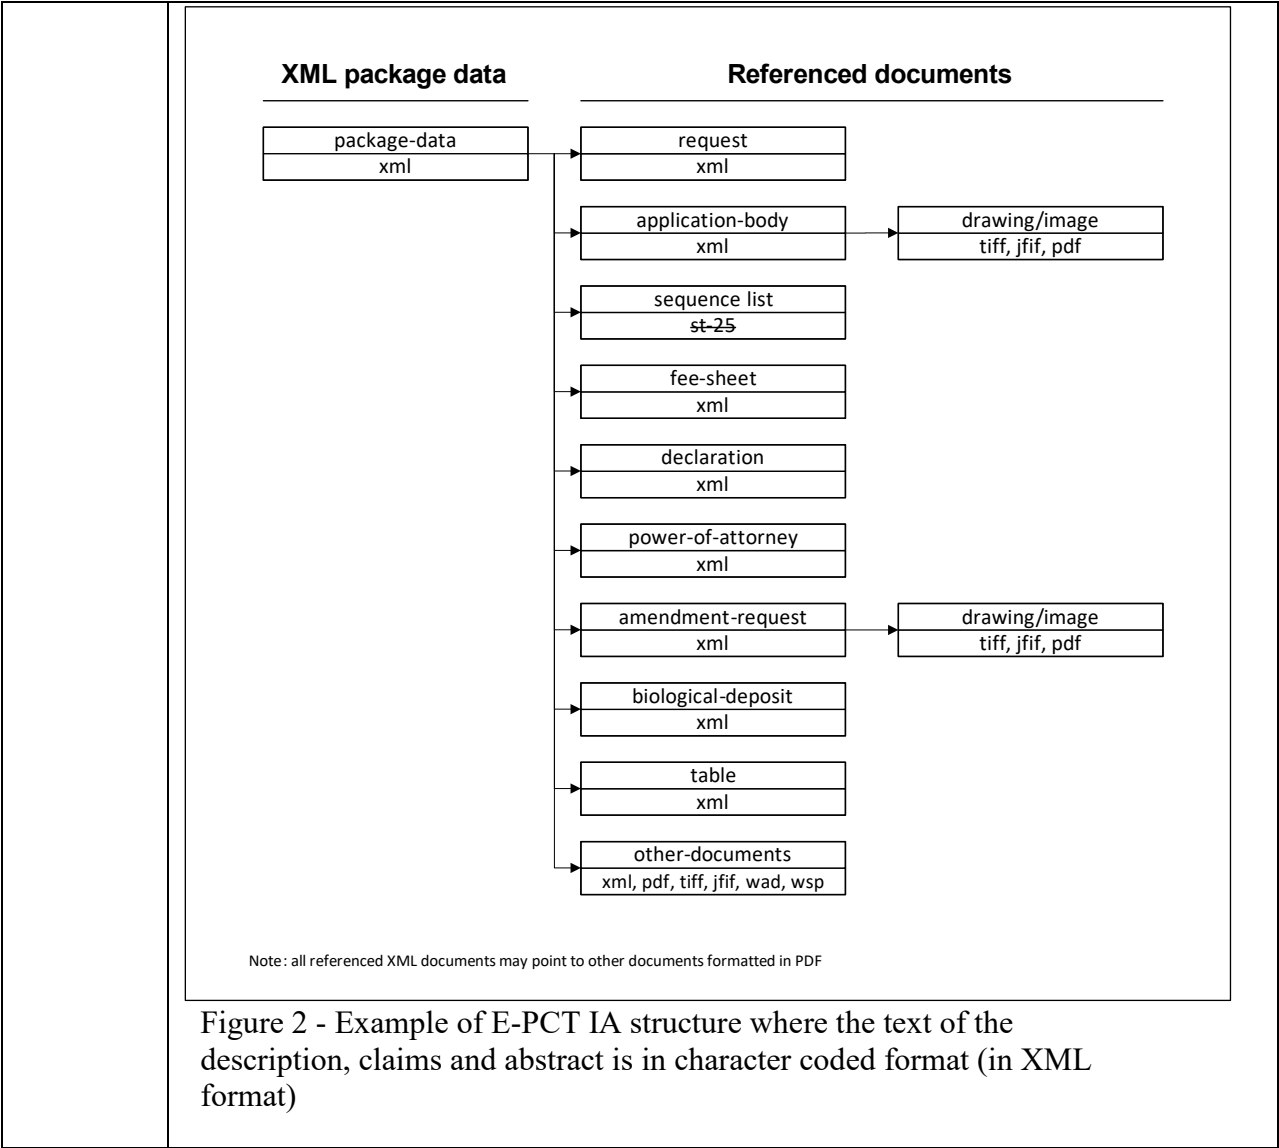 XML package data
Referenced documents
package-data
xml
request
xml
application-body
xml
drawing/image
tiff, jfif, pdf
sequence list
st-25
fee-sheet
xml
declaration
xml
power-of-attorney
xml
amendment-request
xml
drawing/image
tiff, jfif, pdf
biological-deposit
xml
table
xml
other-documents
xml, pdf, tiff, jfif, wad, wsp
Note: all referenced XML documents may point to other documents formatted in PDF
Figure 2 - Example of E-PCT IA structure where the text of the
description, claims and abstract is in character coded format (in XML
format)